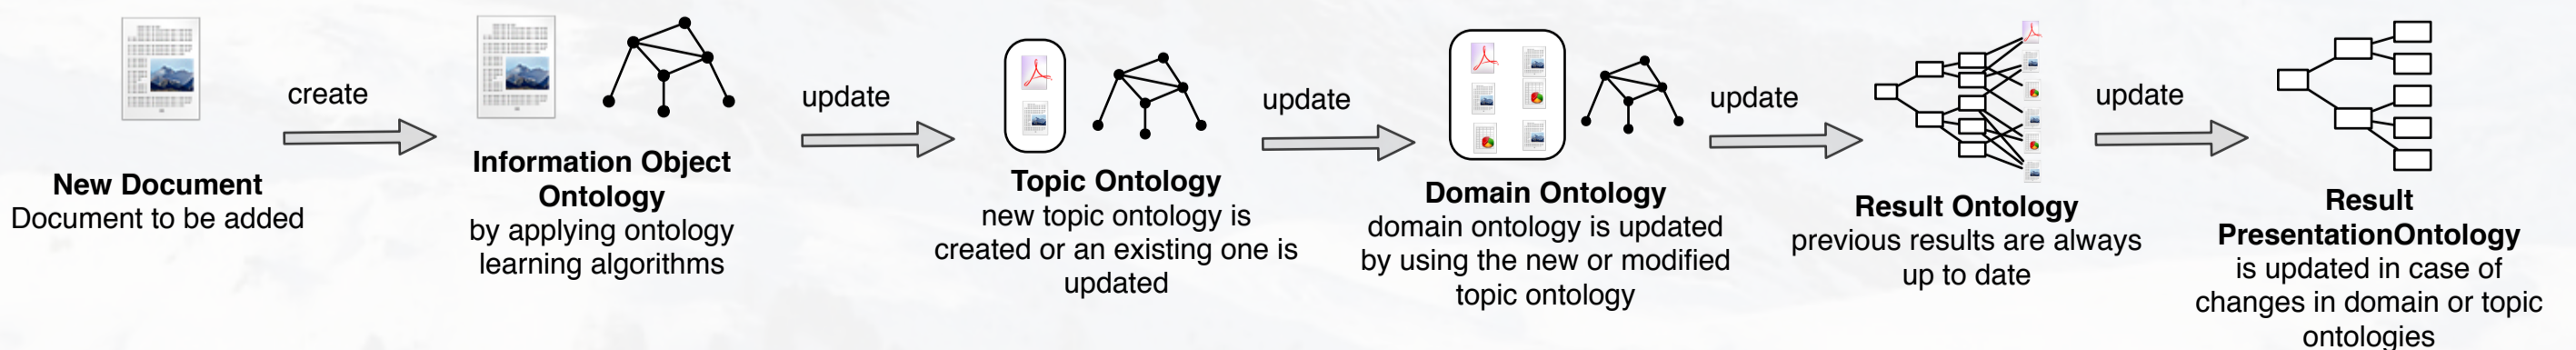 New Document
Document to be added
create
Information Object
Ontology
by applying ontology
learning algorithms
update
Topic Ontology
new topic ontology is
created or an existing one is
updated
update
Domain Ontology
domain ontology is updated
by using the new or modified
topic ontology
update
Result Ontology
previous results are always
up to date
update
Result
PresentationOntology
is updated in case of
changes in domain or topic
ontologies